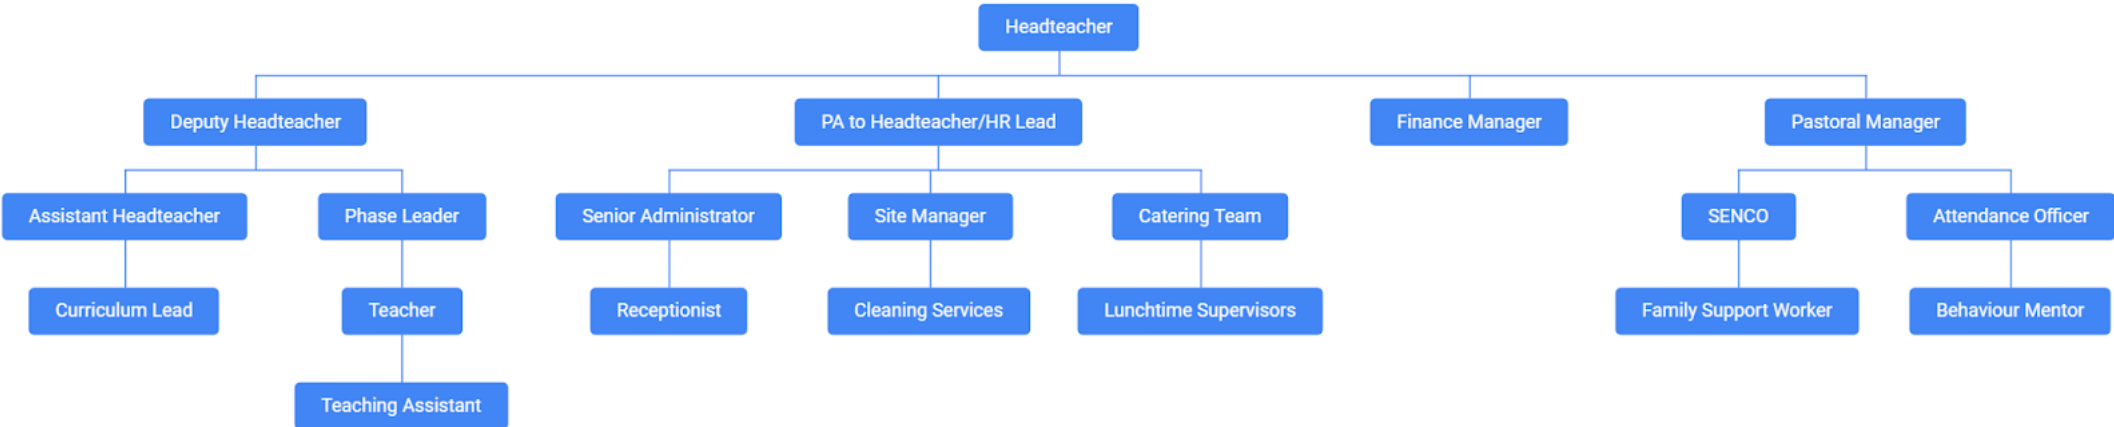 Headteacher
Deputy Headteacher
PA to Headteacher/HR Lead
Finance Manager
Pastoral Manager
Assistant Headteacher
Phase Leader
Senior Administrator
Site Manager
Catering Team
SENCO
Attendance Officer
Curriculum Lead
Teacher
Receptionist
Cleaning Services
Lunchtime Supervisors
Family Support Worker
Behaviour Mentor
Teaching Assistant